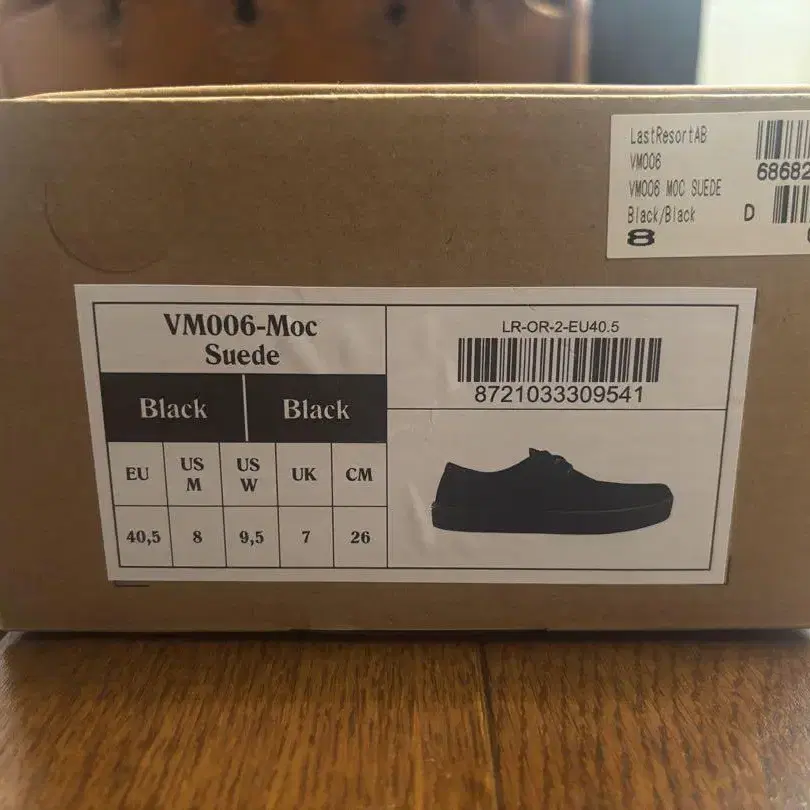 LastResortAB
VM006
68682
VM006 MOC SUEDE
Black/Black D
8
VM006-Moc
Suede
Black Black
EU US M US W UK CM
40,5 8 9,5 7 26
LR-OR-2-EU40.5
8721033309541